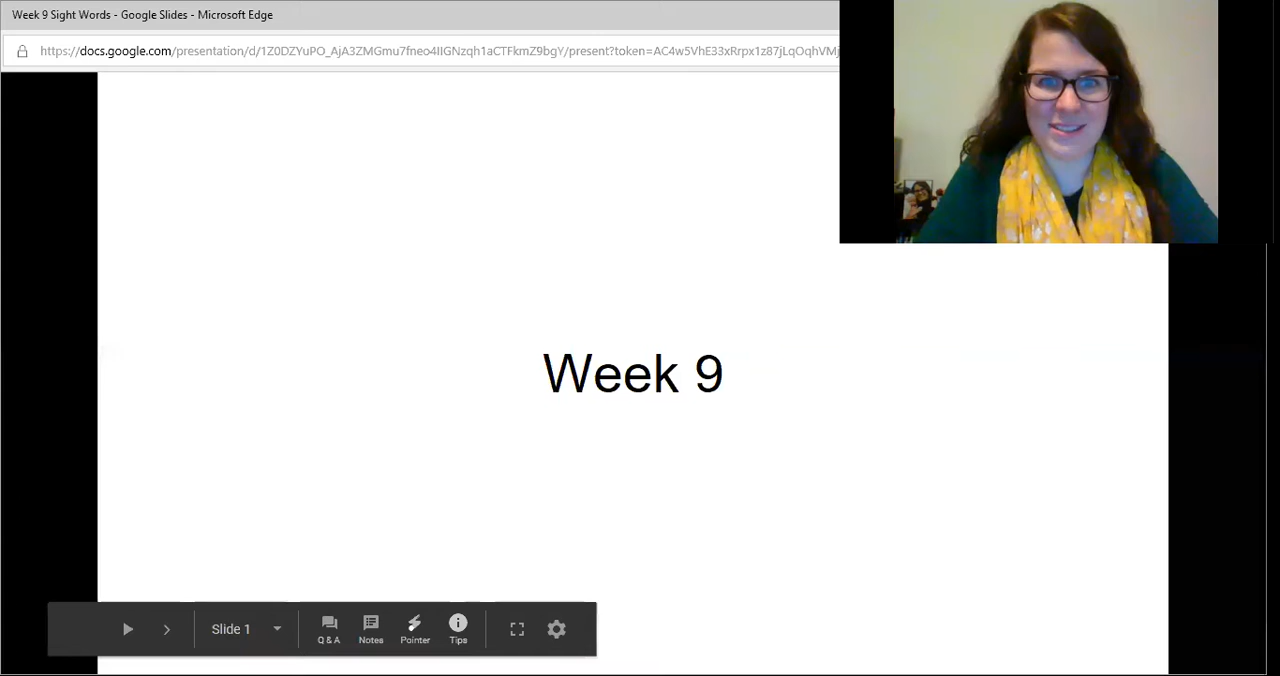 Week 9 Sight Words - Google Slides - Microsoft Edge
https://docs.google.com/presentation/d/1Z0DZYuPO_AjA3ZMGmu7fneo4IIGNzqh1aCTFkmZ9bgY/present?token=AC4w5VhE33xRrpx1z87jLqOqhVMj
Week 9
Slide 1
Q & A
Notes
Pointer
Tips